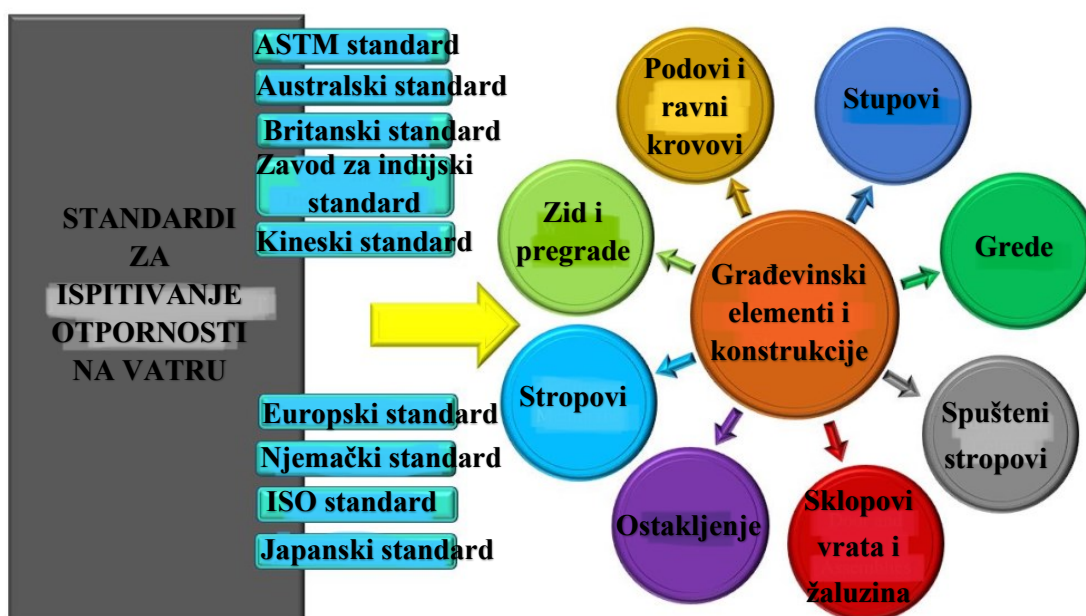 STANDARDI
ZA
ISPITIVANJE
OTPORNOSTI
NA VATRU
ASTM standard
Australski standard
Britanski standard
Zavod za indijski
standard
Kineski standard
Europski standard
Njemački standard
ISO standard
Japanski standard
Građevinski
elementi i
konstrukcije
Podovi i
ravni
krovovi
Stupovi
Grede
Spušteni
stropovi
Sklopovi
vrata i
žaluzina
Ostakljenje
Stropovi
Zid i
pregrade